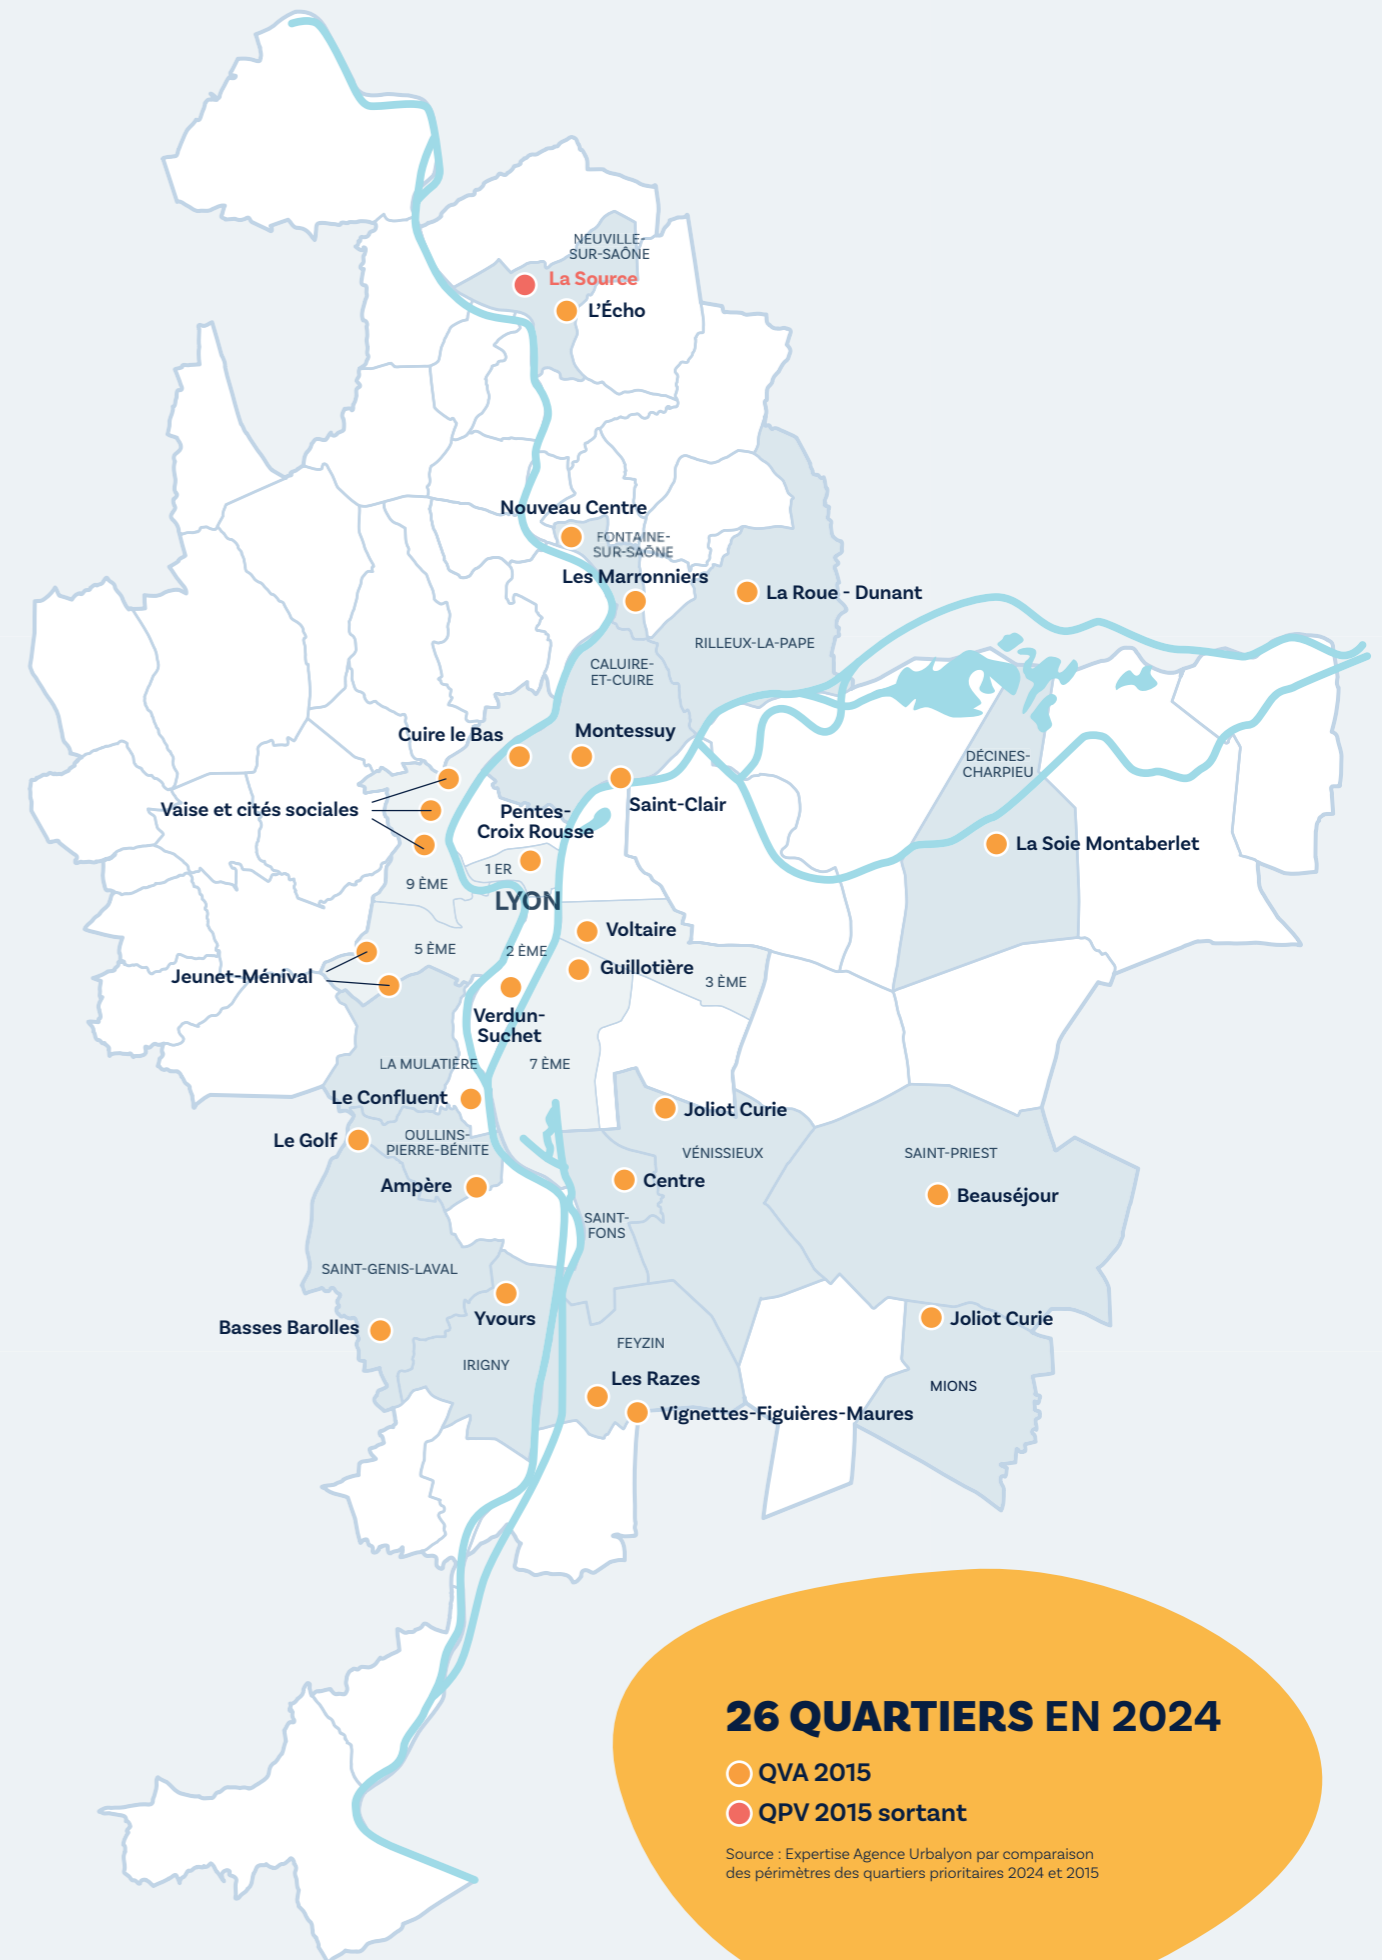 NEUVILLE-
SUR-SAÔNE
La Source
L'Écho
Nouveau Centre
FONTAINE-
SUR-SAÔNE
Les Marronniers
La Roue - Dunant
RILLEUX-LA-PAPE
CALUIRE-
ET-CUIRE
Cuire le Bas
Montessuy
DÉCINES-
CHARPIEU
Vaise et cités sociales
Saint-Clair
Pentes-
Croix Rousse
La Soie Montaberlet
1 ER
9 ÈME
LYON
Voltaire
5 ÈME
2 ÈME
Guillotière
Jeunet-Ménival
3 ÈME
Verdun-
Suchet
LA MULATIÈRE
7 ÈME
Le Confluent
Joliot Curie
Le Golf
OULLINS-
PIERRE-BÉNITE
VÉNISSIEUX
SAINT-PRIEST
Ampère
Centre
Beauséjour
SAINT-
FONS
SAINT-GENIS-LAVAL
Yvours
Joliot Curie
Basses Barolles
FEYZIN
IRIGNY
Les Razes
MIONS
Vignettes-Figuières-Maures
26 QUARTIERS EN 2024
QVA 2015
QPV 2015 sortant
Source : Expertise Agence Urbalyon par comparaison
des périmètres des quartiers prioritaires 2024 et 2015